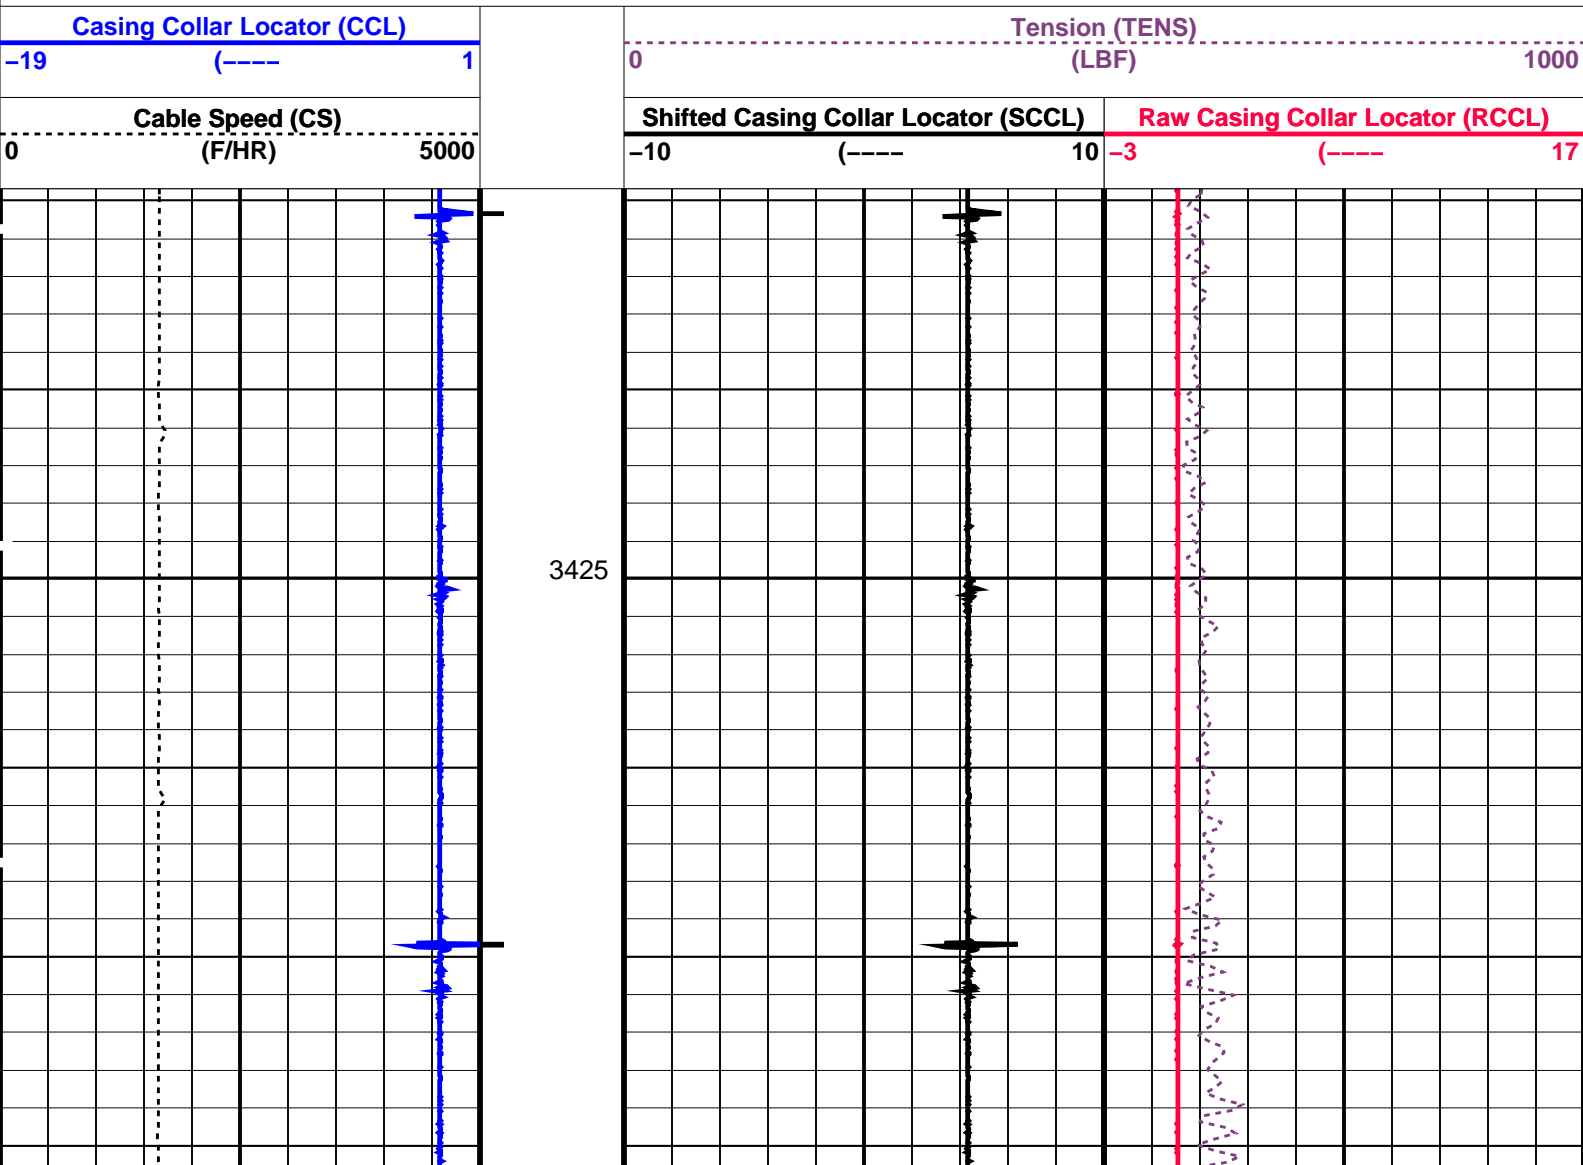 Casing Collar Locator (CCL)
−19 (−−−− 1
Tension (TENS)
0 (LBF) 1000
Cable Speed (CS)
0 (F/HR) 5000
Shifted Casing Collar Locator (SCCL)
−10 (−−−− 10
Raw Casing Collar Locator (RCCL)
−3 (−−−− 17
3425